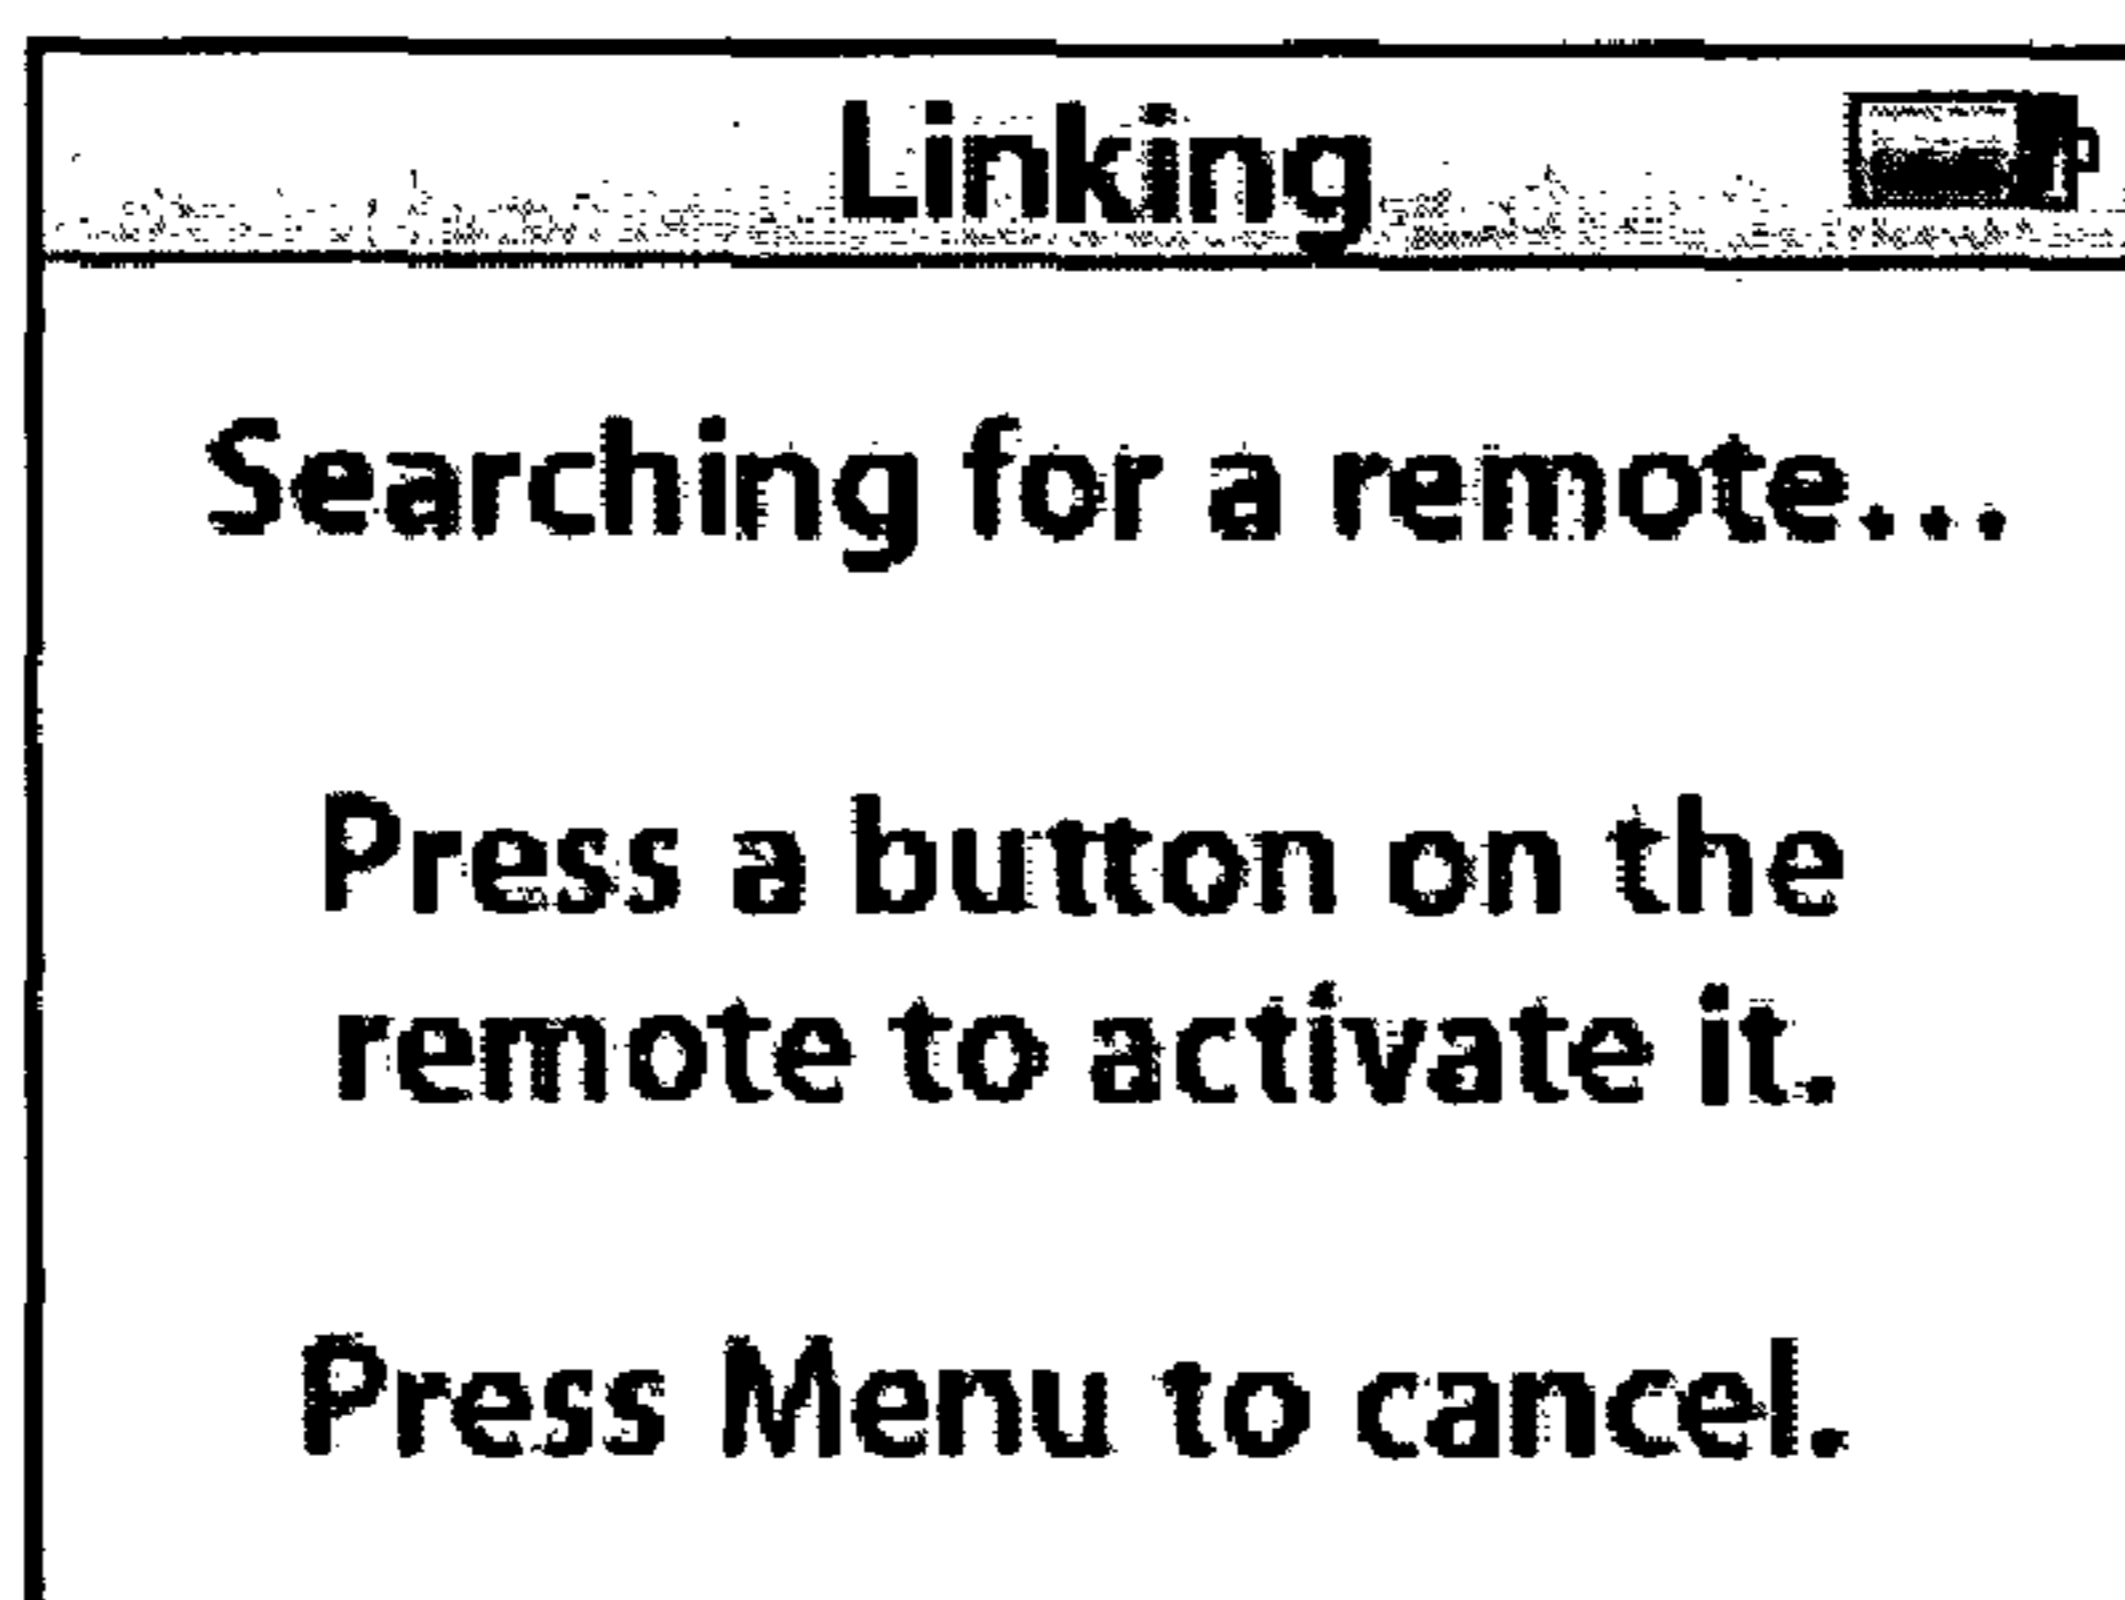 Linking
Searching for a remote...
Press a button on the
remote to activate it.
Press Menu to cancel.